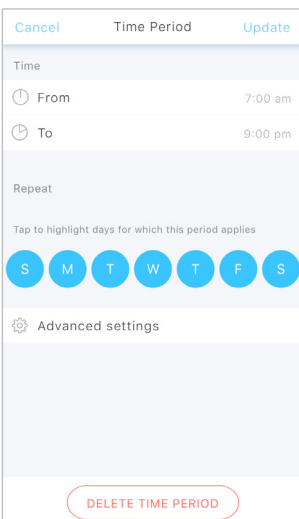 Cancel Time Period Update
Time
From 7:00 am
To 9:00 pm
Repeat
Tap to highlight days for which this period applies
S M T W T F S
Advanced settings
DELETE TIME PERIOD